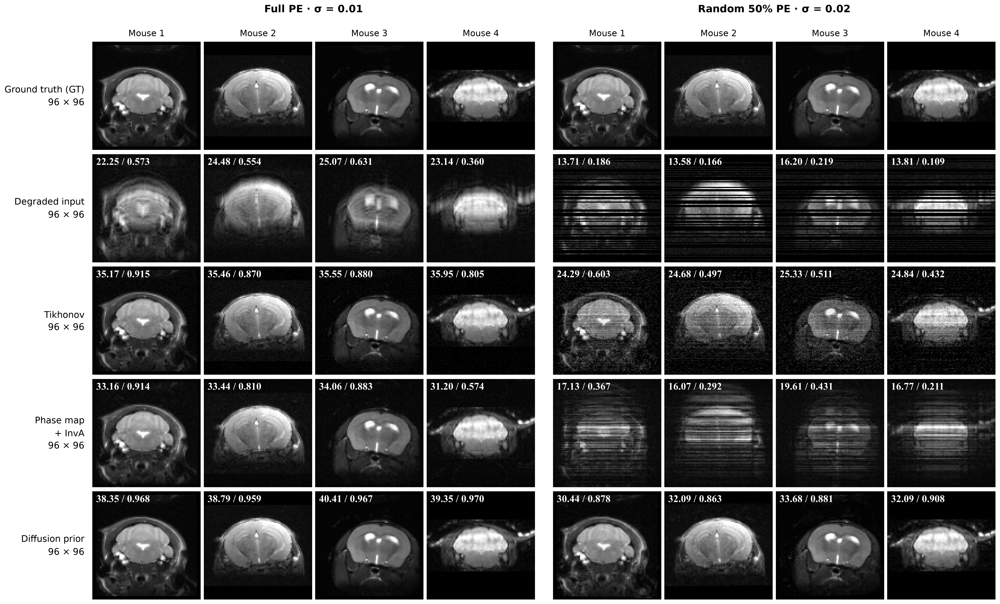 Full PE · σ = 0.01
Random 50% PE · σ = 0.02
Mouse 1 Mouse 2 Mouse 3 Mouse 4 Mouse 1 Mouse 2 Mouse 3 Mouse 4
Ground truth (GT)
96 × 96
22.25 / 0.573 24.48 / 0.554 25.07 / 0.631 23.14 / 0.360 13.71 / 0.186 13.58 / 0.166 16.20 / 0.219 13.81 / 0.109
Degraded input
96 × 96
35.17 / 0.915 35.46 / 0.870 35.55 / 0.880 35.95 / 0.805 24.29 / 0.603 24.68 / 0.497 25.33 / 0.511 24.84 / 0.432
Tikhonov
96 × 96
33.16 / 0.914 33.44 / 0.810 34.06 / 0.883 31.20 / 0.574 17.13 / 0.367 16.07 / 0.292 19.61 / 0.431 16.77 / 0.211
Phase map
+ InvA
96 × 96
38.35 / 0.968 38.79 / 0.959 40.41 / 0.967 39.35 / 0.970 30.44 / 0.878 32.09 / 0.863 33.68 / 0.881 32.09 / 0.908
Diffusion prior
96 × 96